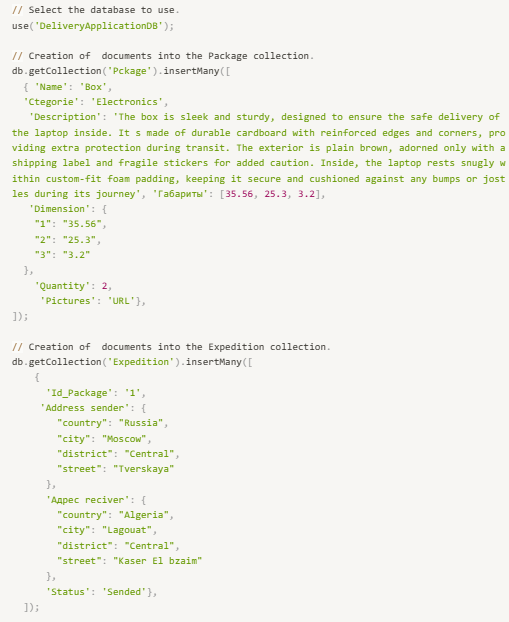 // Select the database to use.
use('DeliveryApplicationDB');
// Creation of  documents into the Package collection.
db.getCollection('Pckage').insertMany([
{ 'Name': 'Box',
'Ctegorie': 'Electronics',
'Description': 'The box is sleek and sturdy, designed to ensure the safe delivery of
the laptop inside. It s made of durable cardboard with reinforced edges and corners, pro
viding extra protection during transit. The exterior is plain brown, adorned only with a
shipping label and fragile stickers for added caution. Inside, the laptop rests snugly w
ithin custom-fit foam padding, keeping it secure and cushioned against any bumps or jost
les during its journey', 'Габариты': [35.56, 25.3, 3.2],
'Dimension': {
"1": "35.56",
"2": "25.3",
"3": "3.2"
},
'Quantity': 2,
'Pictures': 'URL'},
]);
// Creation of  documents into the Expedition collection.
db.getCollection('Expedition').insertMany([
{
'Id_Package': '1',
'Address sender': {
"country": "Russia",
"city": "Moscow",
"district": "Central",
"street": "Tverskaya"
},
'Адрес reciver': {
"country": "Algeria",
"city": "Lagouat",
"district": "Central",
"street": "Kaser El bzaim"
},
'Status': 'Sended'},
]);